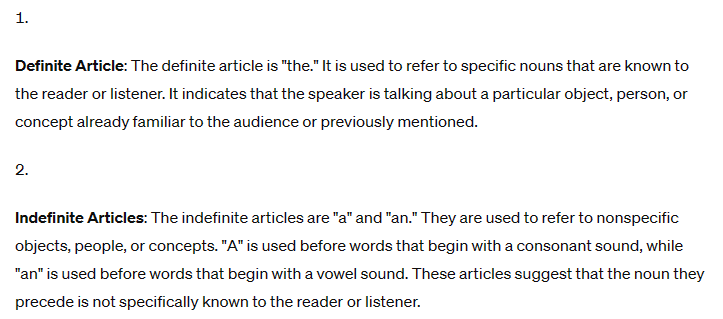 1.
Definite Article: The definite article is "the." It is used to refer to specific nouns that are known to
the reader or listener. It indicates that the speaker is talking about a particular object, person, or
concept already familiar to the audience or previously mentioned.
2.
Indefinite Articles: The indefinite articles are "a" and "an." They are used to refer to nonspecific
objects, people, or concepts. "A" is used before words that begin with a consonant sound, while
"an" is used before words that begin with a vowel sound. These articles suggest that the noun they
precede is not specifically known to the reader or listener.